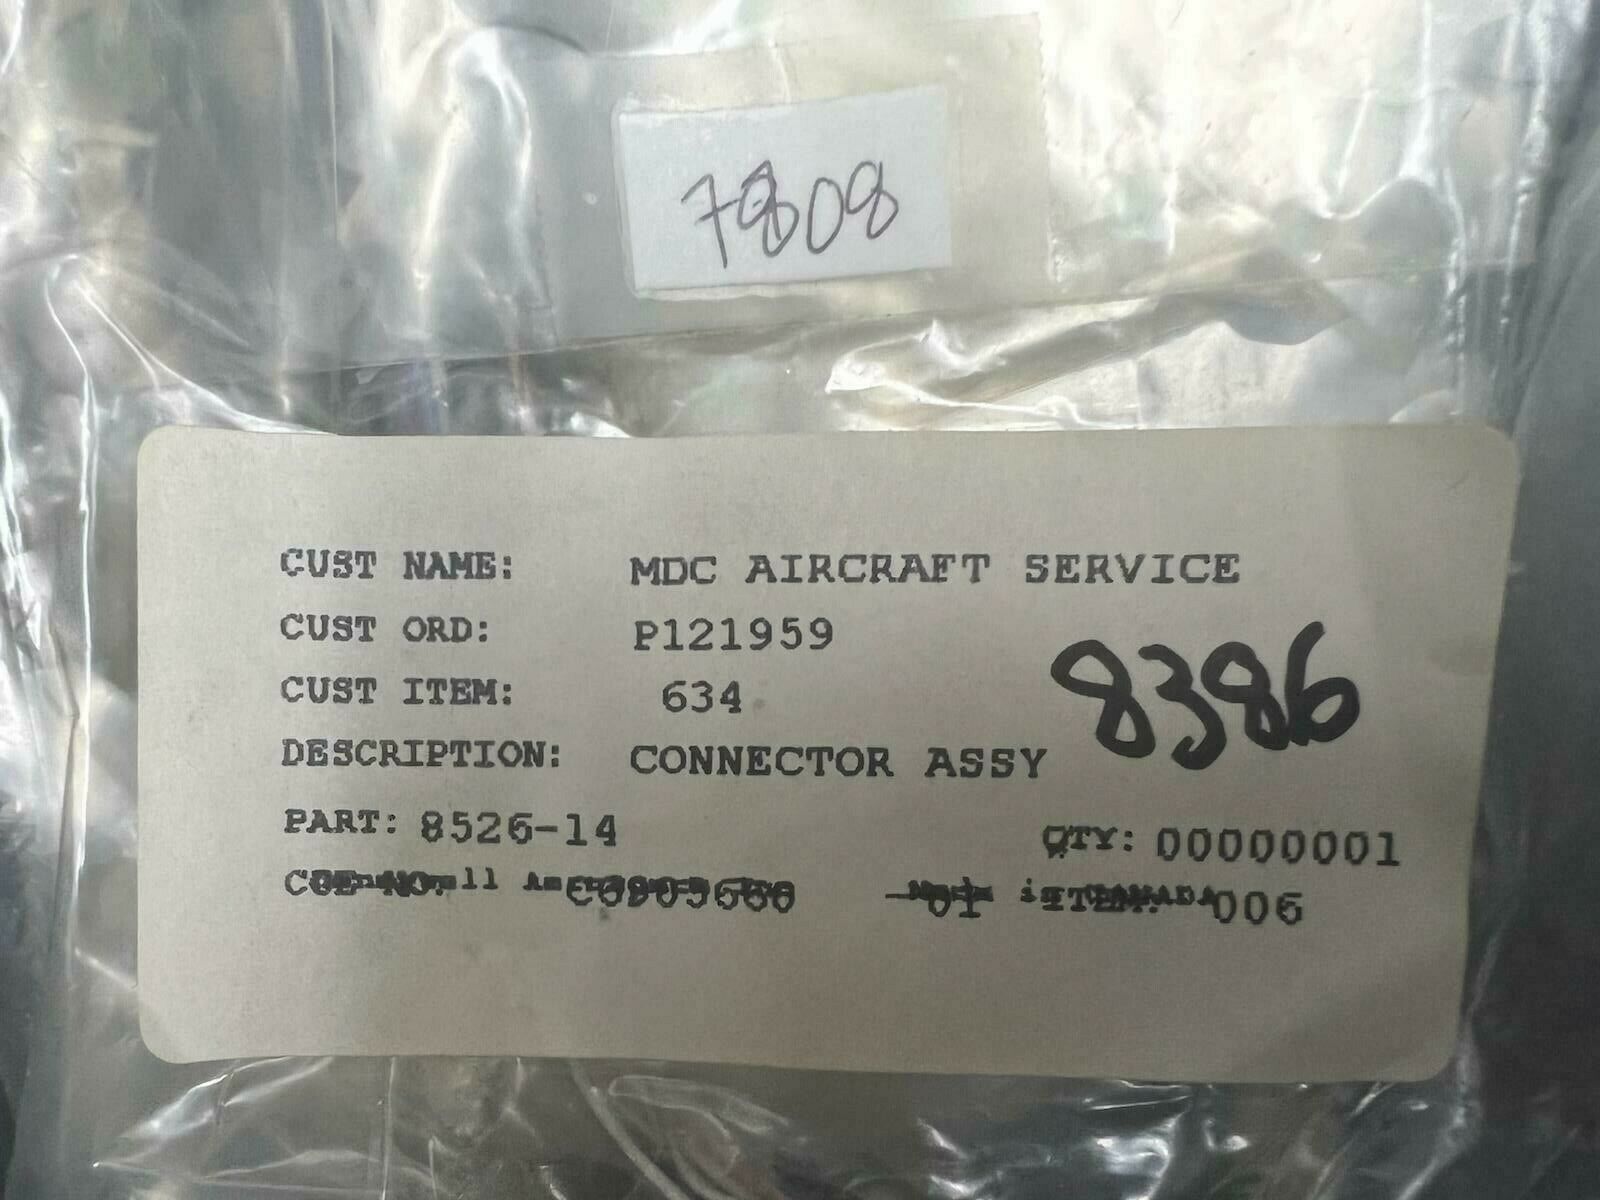 7808
CUST NAME: MDC AIRCRAFT SERVICE
CUST ORD: P121959
CUST ITEM: 634
8386
DESCRIPTION: CONNECTOR ASSY
PART: 8526-14 QTY: 00000001
006